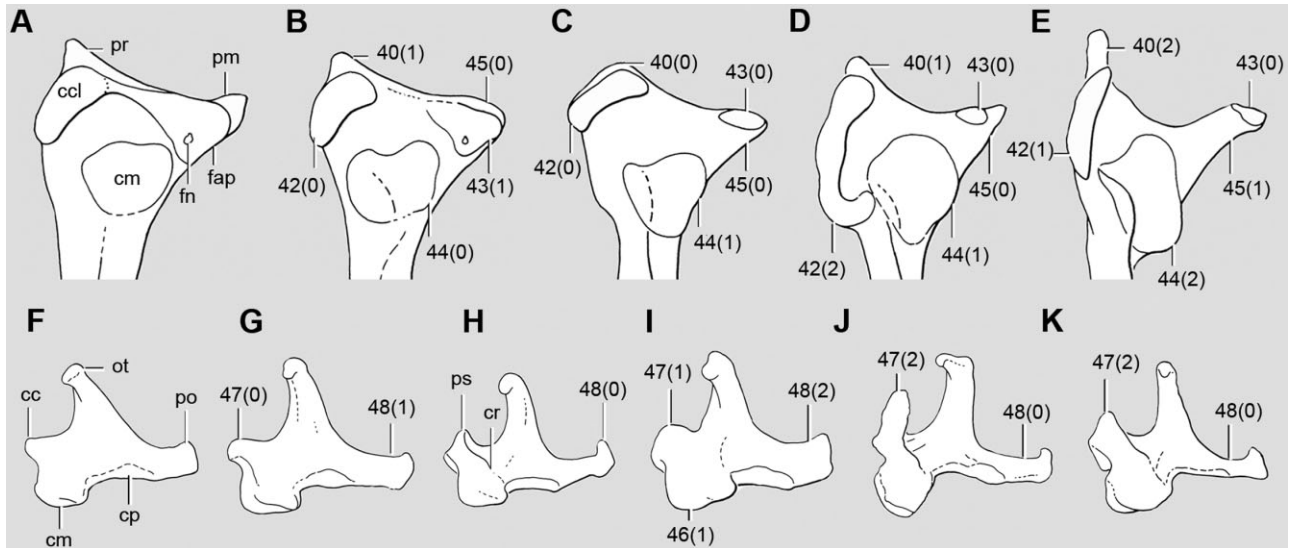 A
pr
pm
ccl
cm
fn
fap
B
40(1)
45(0)
42(0)
43(1)
44(0)
C
40(0)
43(0)
42(0)
45(0)
44(1)
D
40(1)
43(0)
45(0)
44(1)
42(2)
E
40(2)
43(0)
42(1)
45(1)
44(2)
F
ot
cc
po
cp
cm
G
47(0)
48(1)
H
ps
cr
48(0)
I
47(1)
48(2)
46(1)
J
47(2)
48(0)
K
47(2)
48(0)